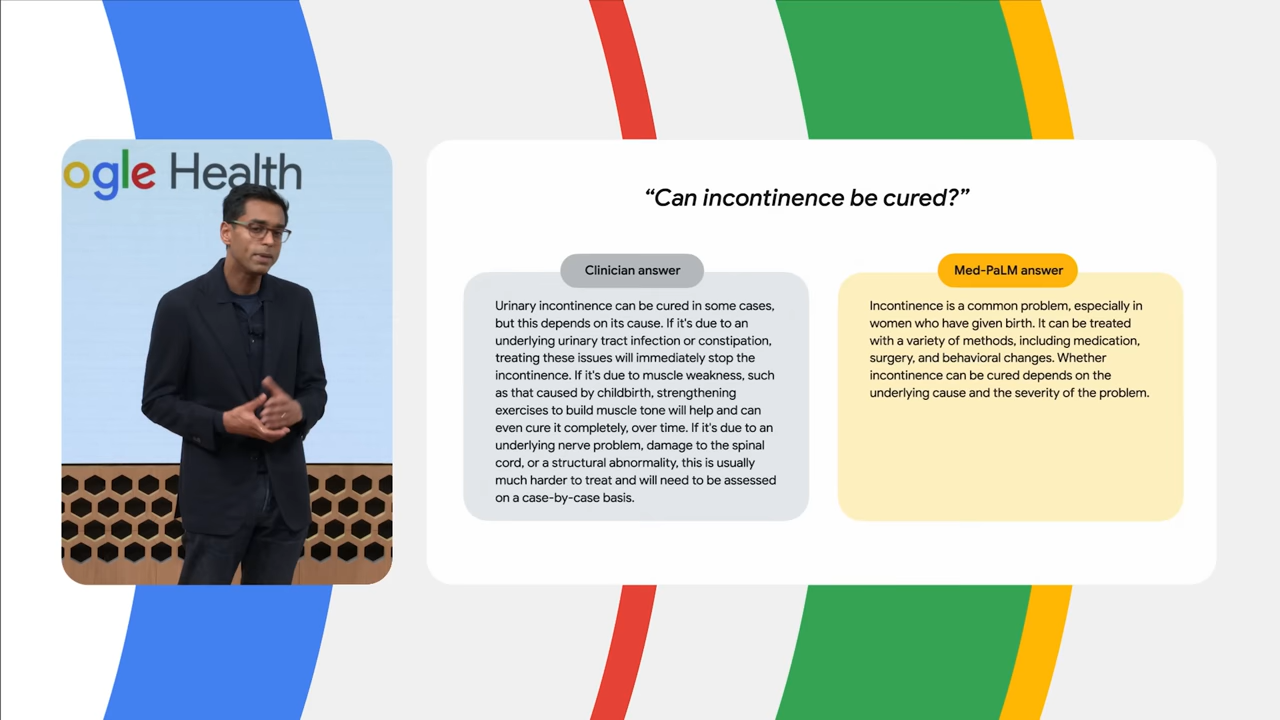 ogle Health
“Can incontinence be cured?”
Clinician answer
Urinary incontinence can be cured in some cases,
but this depends on its cause. If it's due to an
underlying urinary tract infection or constipation,
treating these issues will immediately stop the
incontinence. If it's due to muscle weakness, such
as that caused by childbirth, strengthening
exercises to build muscle tone will help and can
even cure it completely, over time. If it's due to an
underlying nerve problem, damage to the spinal
cord, or a structural abnormality, this is usually
much harder to treat and will need to be assessed
on a case-by-case basis.
Med-PaLM answer
Incontinence is a common problem, especially in
women who have given birth. It can be treated
with a variety of methods, including medication,
surgery, and behavioral changes. Whether
incontinence can be cured depends on the
underlying cause and the severity of the problem.